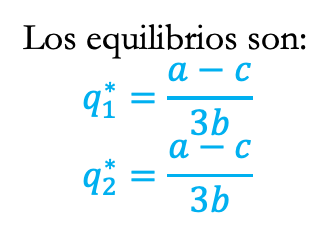 Los equilibrios son:
q₁* = (a − c) / 3b
q₂* = (a − c) / 3b